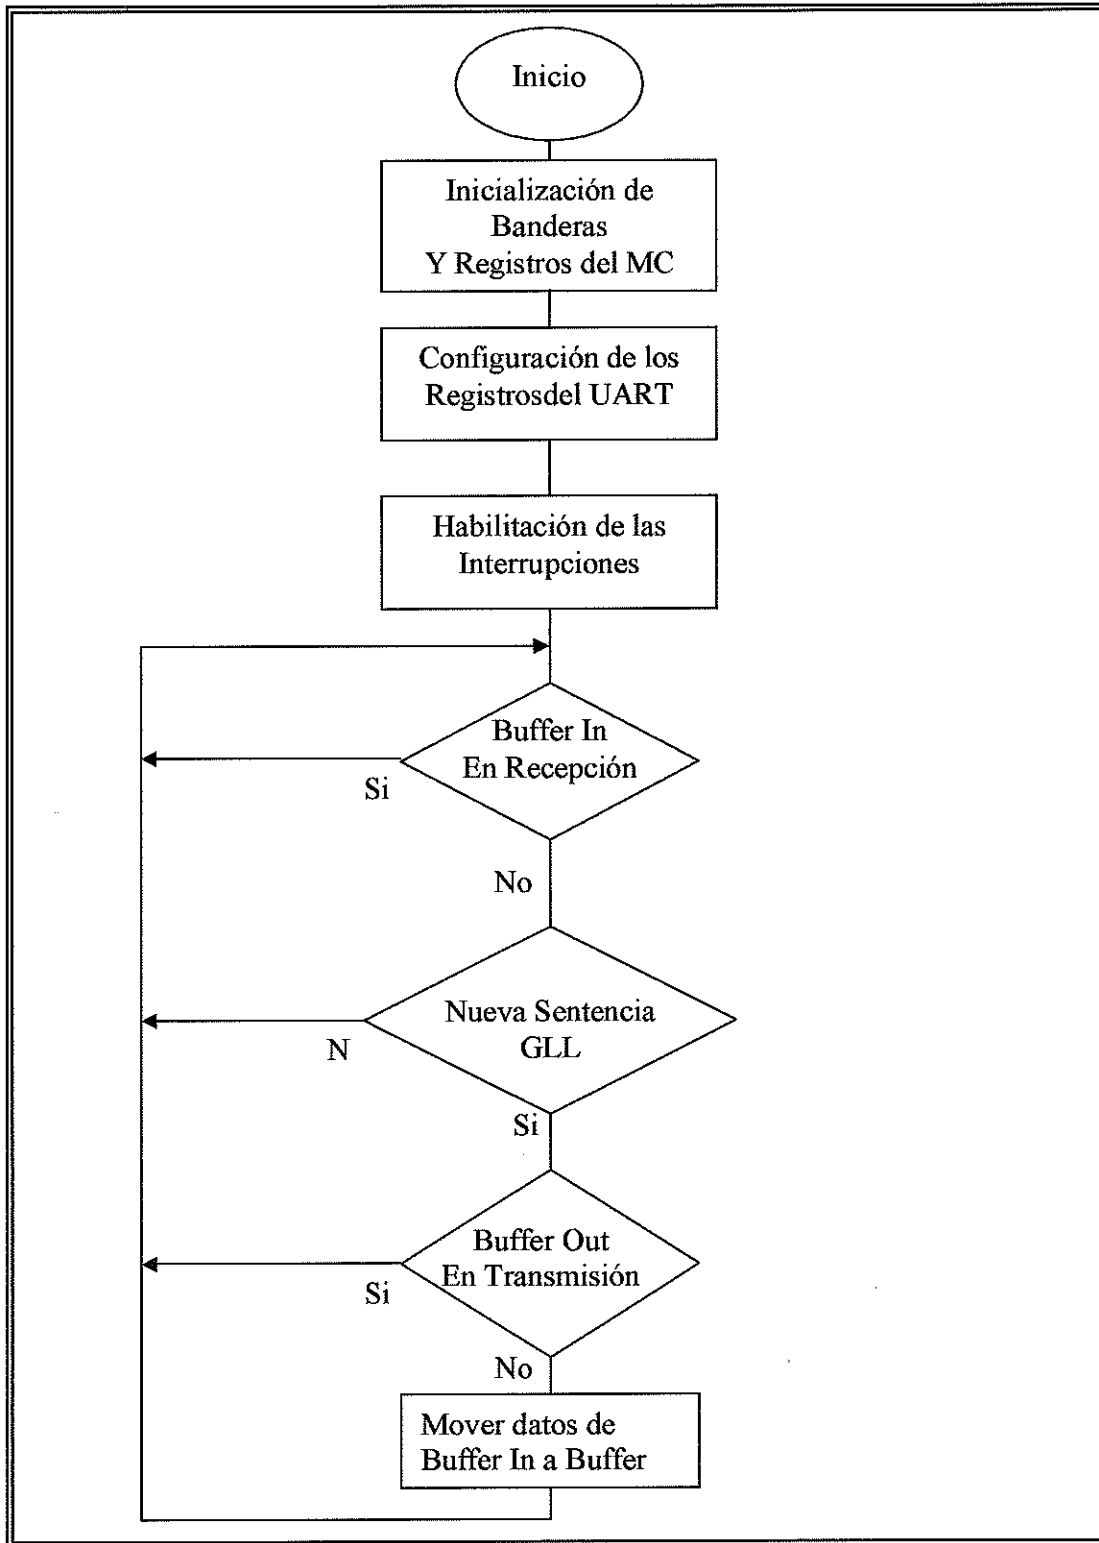 Inicio
Inicialización de
Banderas
Y Registros del MC
Configuración de los
Registrosdel UART
Habilitación de las
Interrupciones
Buffer In
En Recepción
Si
No
Nueva Sentencia
GLL
N
Si
Buffer Out
En Transmisión
Si
No
Mover datos de
Buffer In a Buffer